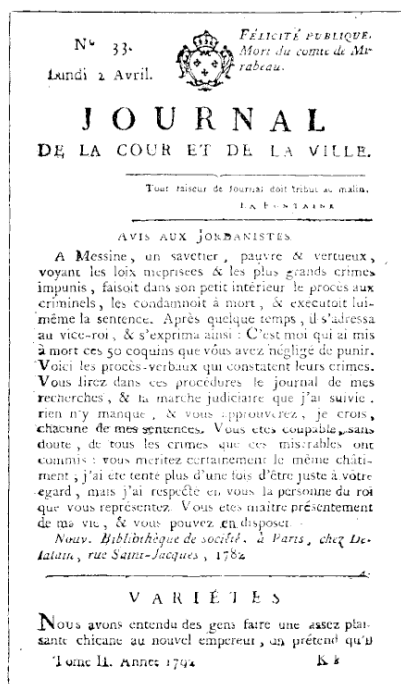 Nº 33.
Lundi 2 Avril.
FÉLICITÉ PUBLIQUE.
Mort du comte de Mi-
rabeau.
JOURNAL
DE LA COUR ET DE LA VILLE.
Tout faiseur de Journal doit tribut au malin.
LA FONTAINE
AVIS AUX JORDANISTES
A Messine, un savetier, pauvre & vertueux,
voyant les loix méprisées & les plus grands crimes
impunis, faisoit dans son petit intérieur le procès aux
criminels, les condamnoit à mort, & exécutoit lui-
même la sentence. Après quelque temps, il s'adressa
au vice-roi, & s'exprima ainsi : C'est moi qui ai mis
à mort ces 50 coquins que vous avez négligé de punir.
Voici les procès-verbaux qui constatent leurs crimes.
Vous lirez dans ces procédures le journal de mes
recherches, & la marche judiciaire que j'ai suivie.
rien n'y manque, & vous approuverez, je crois,
chacune de mes sentences. Vous êtes coupable, sans
doute, de tous les crimes que ces misérables ont
commis : vous méritez certainement le même châti-
ment ; j'ai été tenté plus d'une fois d'être juste à votre
égard, mais j'ai respecté en vous la personne du roi
que vous représentez. Vous êtes maître présentement
de ma vie, & vous pouvez en disposer.
Nouv. Bibliothèque de société. à Paris, chez De-
lalain, rue Saint-Jacques, 1782
VARIÉTÉS
Nous avons entendu des gens faire une assez plai-
sante chicane au nouvel empereur, on prétend qu'il
Tome II. Année 1792
K k